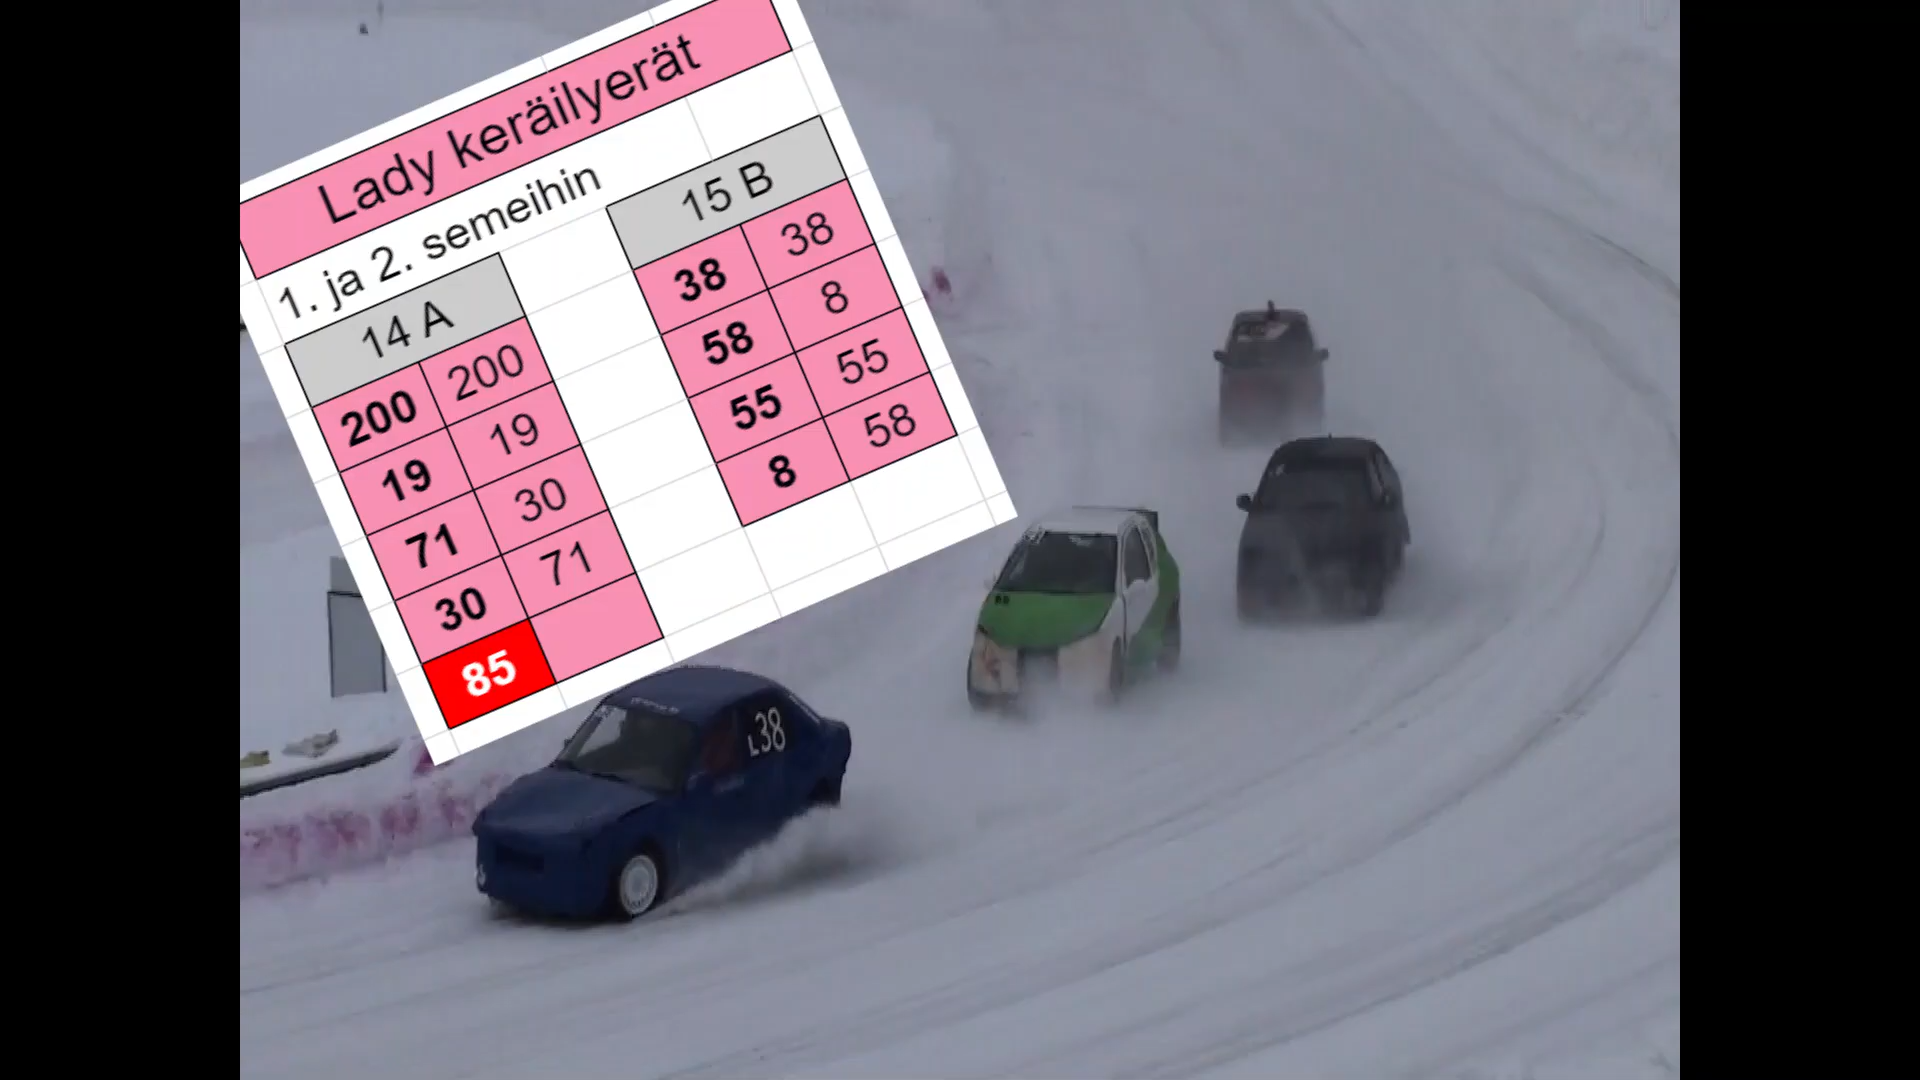 Lady keräilyerät
1. ja 2. semeihin
14 A
200 200
19 19
71 30
30 71
85
15 B
38 38
58 8
55 55
8 58
L38